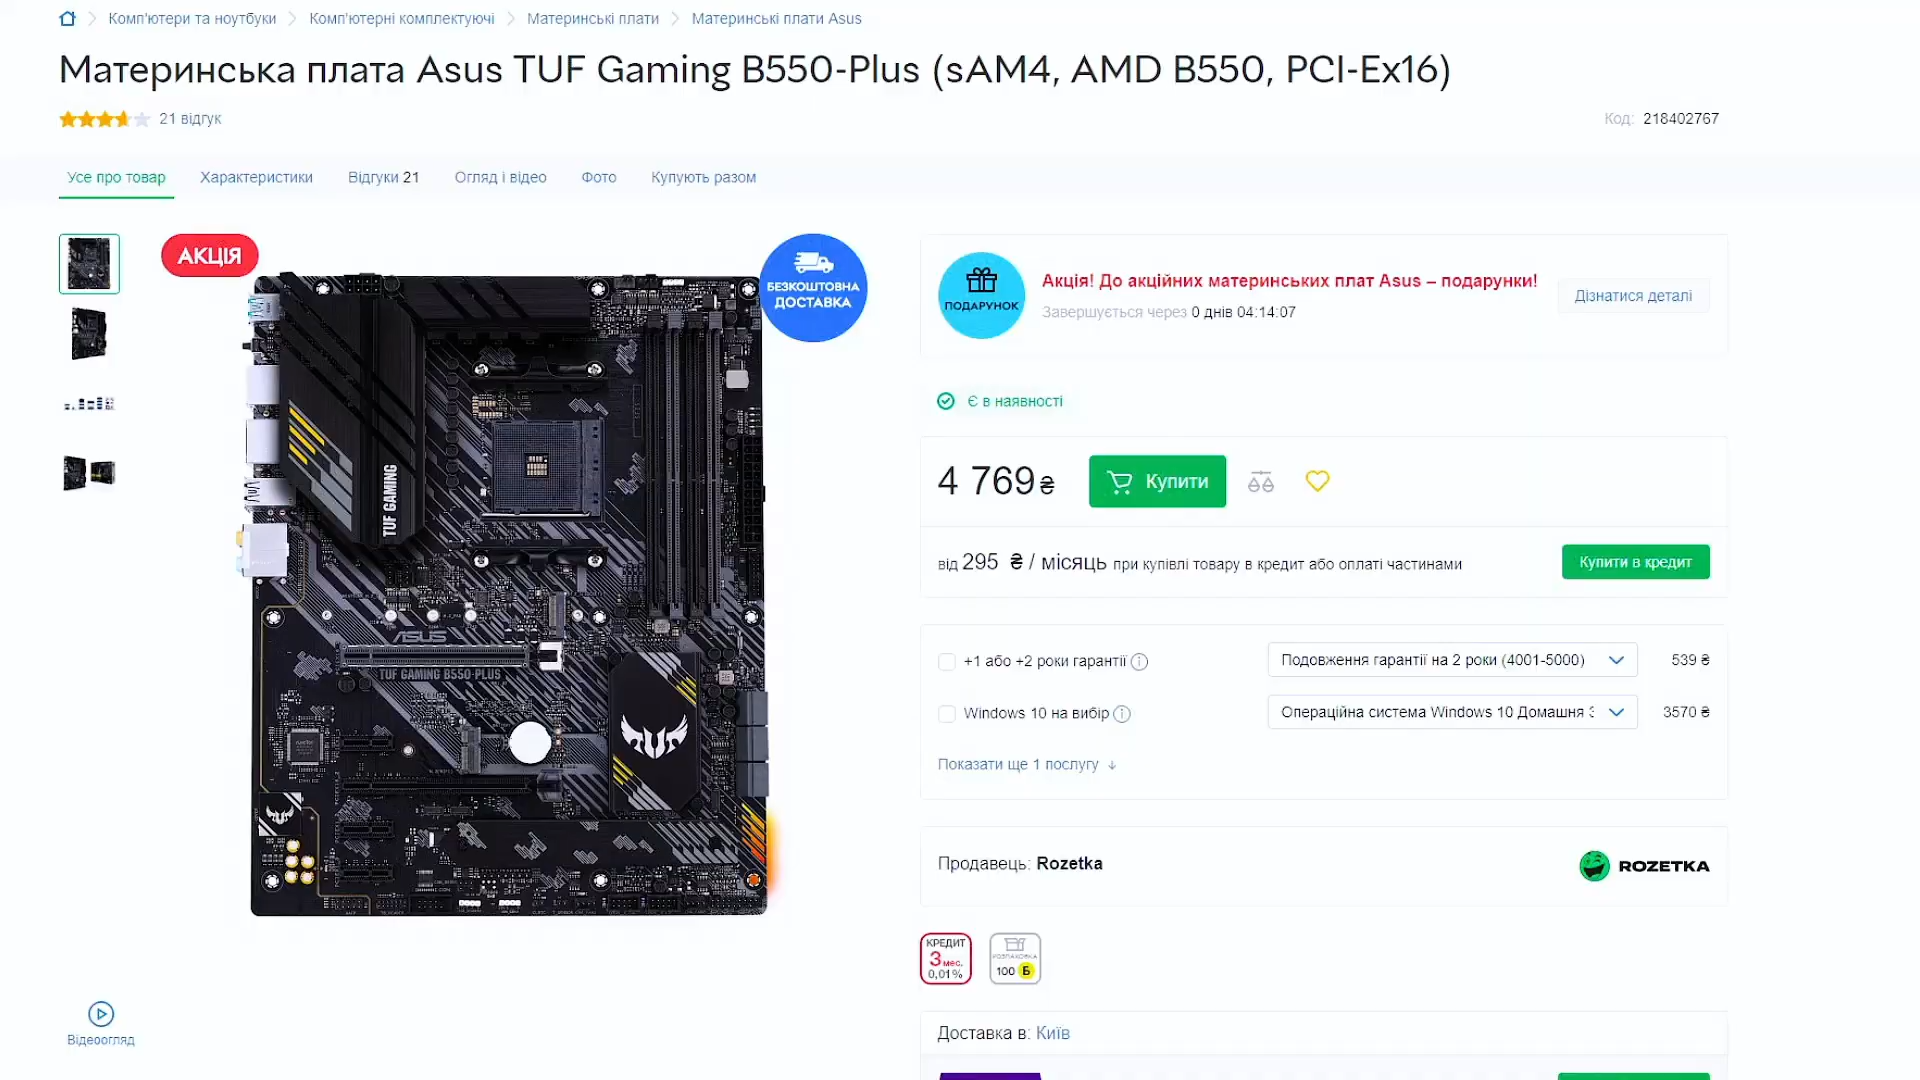 Комп'ютери та ноутбуки
Комп'ютерні комплектуючі
Материнські плати
Материнські плати Asus
Материнська плата Asus TUF Gaming B550-Plus (sAM4, AMD B550, PCI-Ex16)
21 відгук
Код: 218402767
Усе про товар
Характеристики
Відгуки 21
Огляд і відео
Фото
Купують разом
АКЦІЯ
БЕЗКОШТОВНА
ДОСТАВКА
TUF GAMING
ASUS
TUF GAMING B550-PLUS
TUF
Відеоогляд
ПОДАРУНОК
Акція! До акційних материнських плат Asus – подарунки!
Завершується через 0 днів 04:14:07
Дізнатися деталі
Є в наявності
4 769 ₴
Купити
від 295 ₴ / місяць при купівлі товару в кредит або оплаті частинами
Купити в кредит
+1 або +2 роки гарантії
Подовження гарантії на 2 роки (4001-5000)
539 ₴
Windows 10 на вибір
Операційна система Windows 10 Домашня
3570 ₴
Показати ще 1 послугу ↓
Продавець: Rozetka
ROZETKA
КРЕДИТ
3 мес.
0,01%
РОЗПАКОВКА
100 Б
Доставка в: Київ